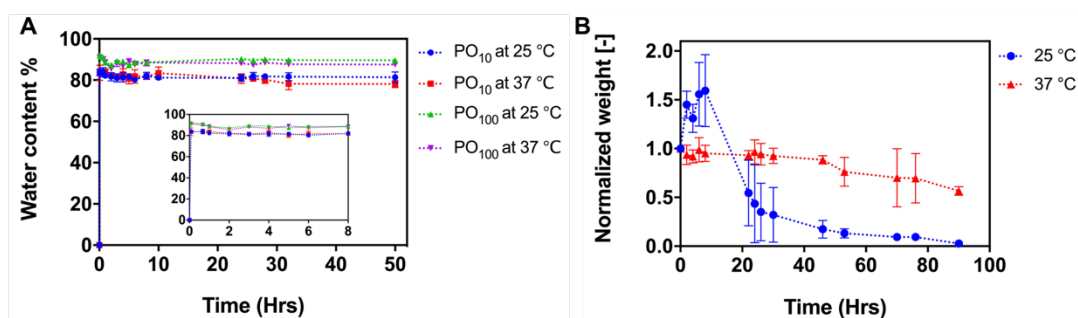 A
Water content %
100
80
60
40
20
0
0
10
20
30
40
50
Time (Hrs)
100
80
60
40
20
0
0
2
4
6
8
PO10 at 25 °C
PO10 at 37 °C
PO100 at 25 °C
PO100 at 37 °C
B
Normalized weight [-]
2.0
1.5
1.0
0.5
0.0
0
20
40
60
80
100
Time (Hrs)
25 °C
37 °C